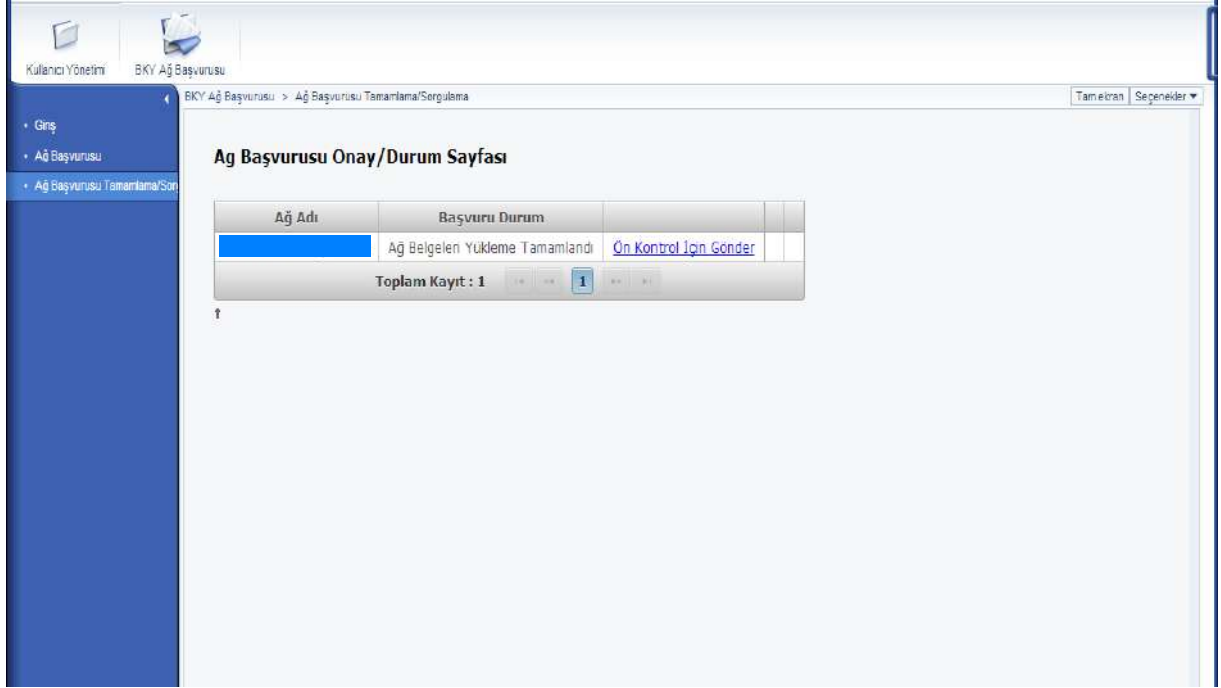 Kullanıcı Yönetimi BKY Ağ Başvurusu
BKY Ağ Başvurusu > Ağ Başvurusu Tamamlama/Sorgulama Tam ekran Seçenekler
Giriş
Ağ Başvurusu
Ağ Başvurusu Tamamlama/Sor
Ag Başvurusu Onay/Durum Sayfası
Ağ Adı Başvuru Durum
Ağ Belgeleri Yükleme Tamamlandı Ön Kontrol İçin Gönder
Toplam Kayıt : 1 1